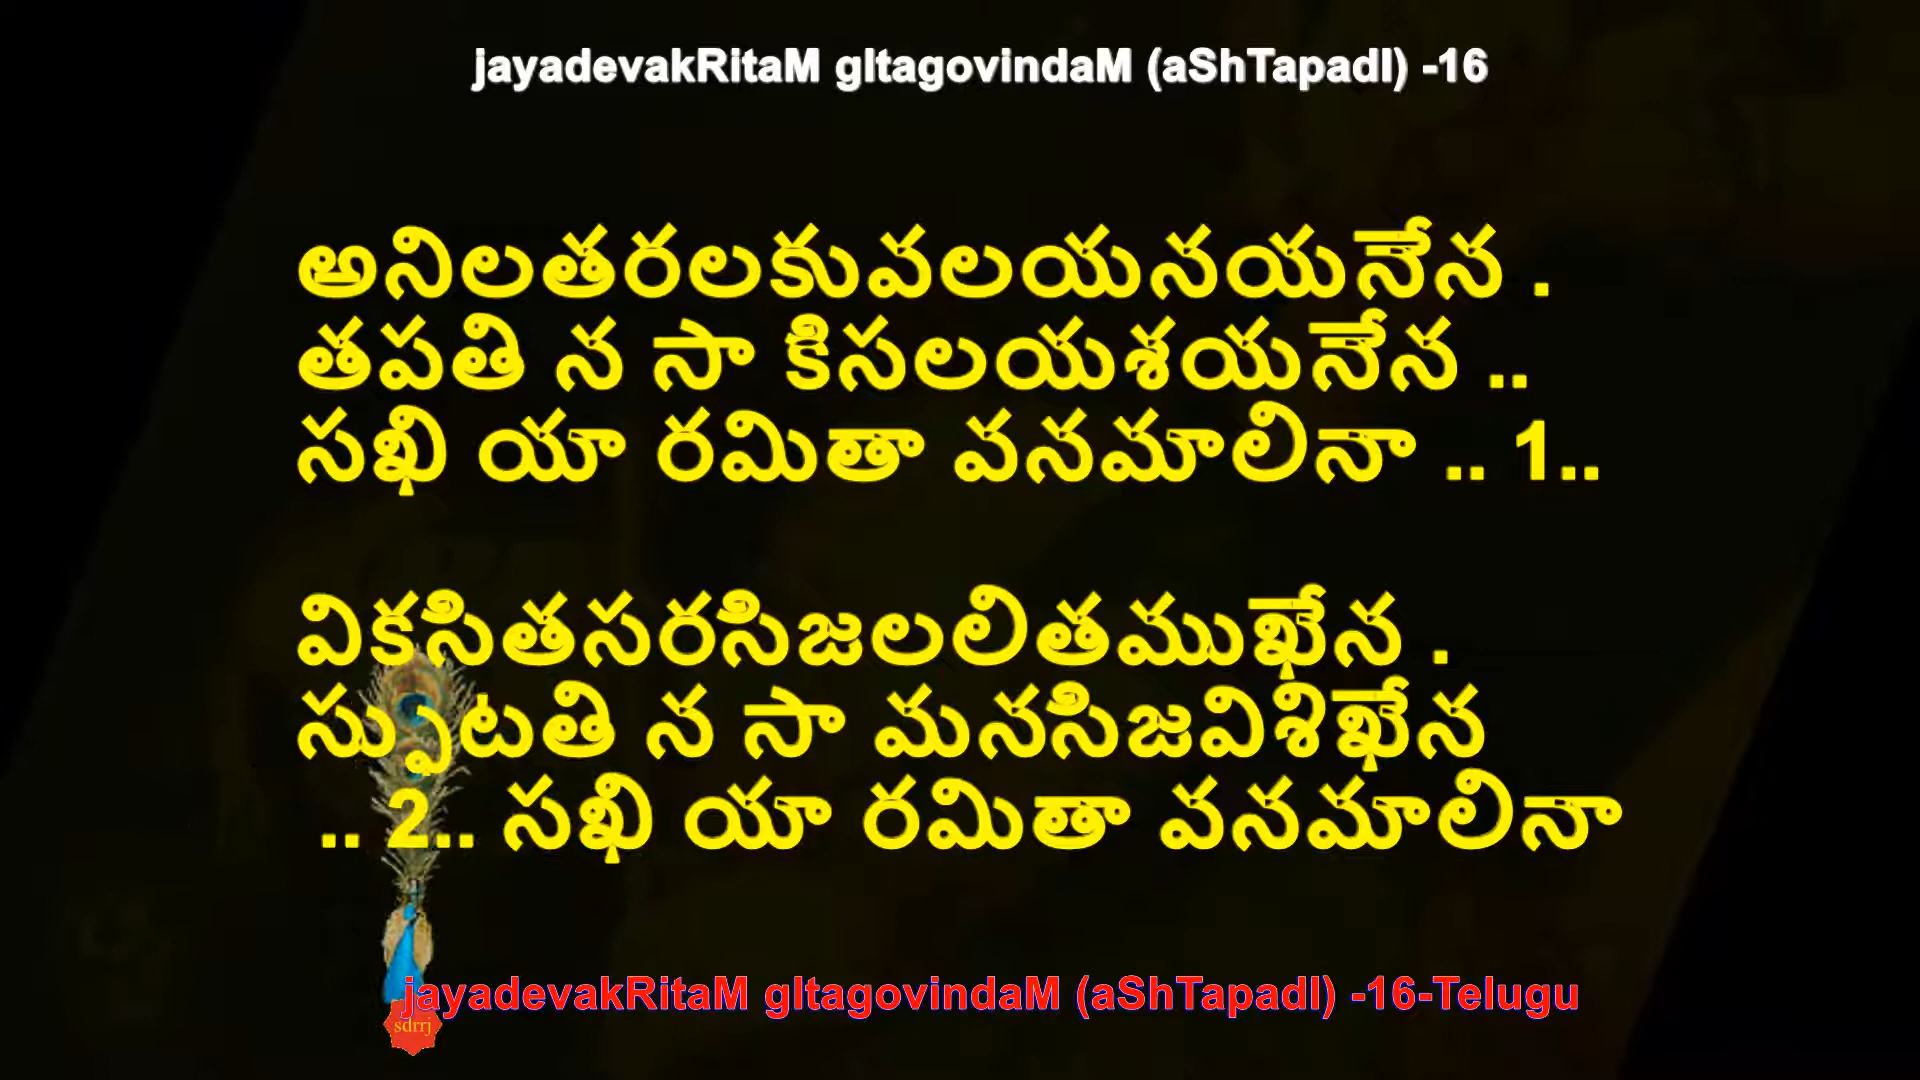 jayadevakRitaM gItagovindaM (aShTapadI) -16
అనిలతరలకువలయనయనేన .
తపతి న సా కిసలయశయనేన ..
సఖి యా రమితా వనమాలినా .. 1..
వికసితసరసిజలలితముఖేన .
స్ఫుటతి న సా మనసిజవిశిఖేన
.. 2.. సఖి యా రమితా వనమాలినా
jayadevakRitaM gItagovindaM (aShTapadI) -16-Telugu
sdrrj